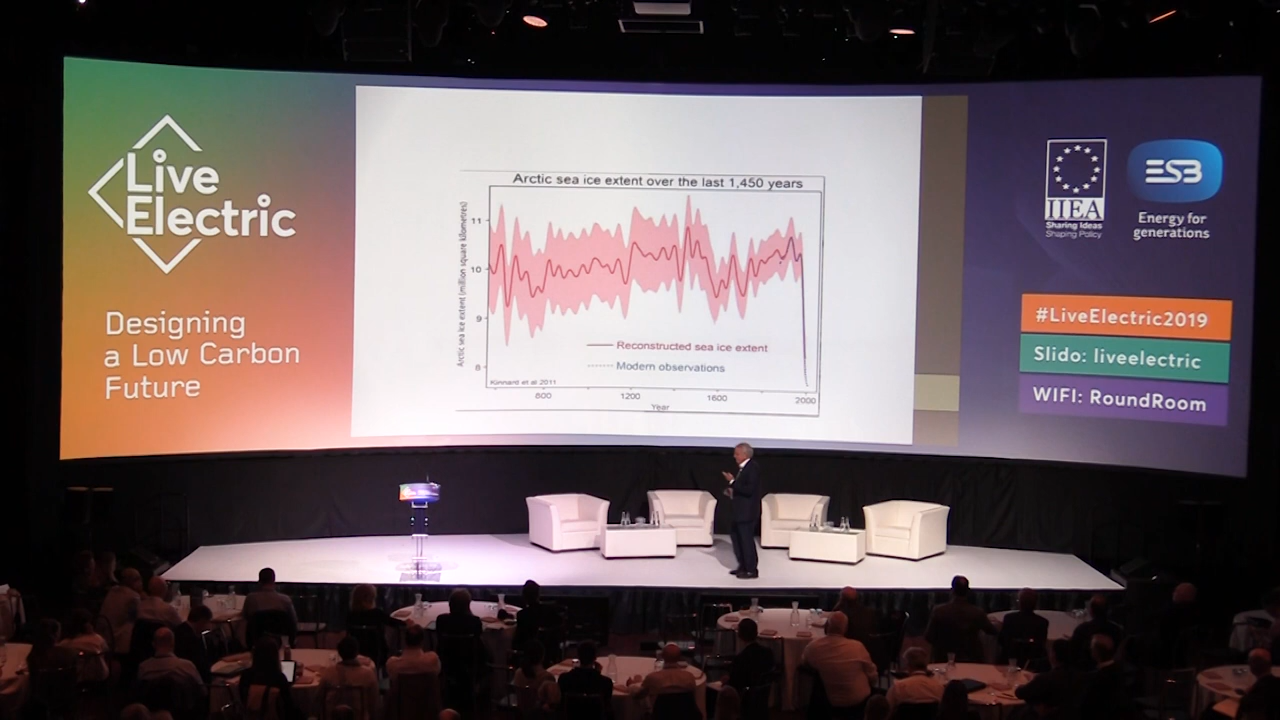 Live
Electric
Designing
a Low Carbon
Future
Arctic sea ice extent over the last 1,450 years
Arctic sea ice extent (million square kilometres)
11
10
9
8
Reconstructed sea ice extent
Modern observations
Kinnard et al 2011
800
1200
1600
2000
Year
IIEA
Sharing Ideas
Shaping Policy
ESB
Energy for
generations
#LiveElectric2019
Slido: liveelectric
WIFI: RoundRoom